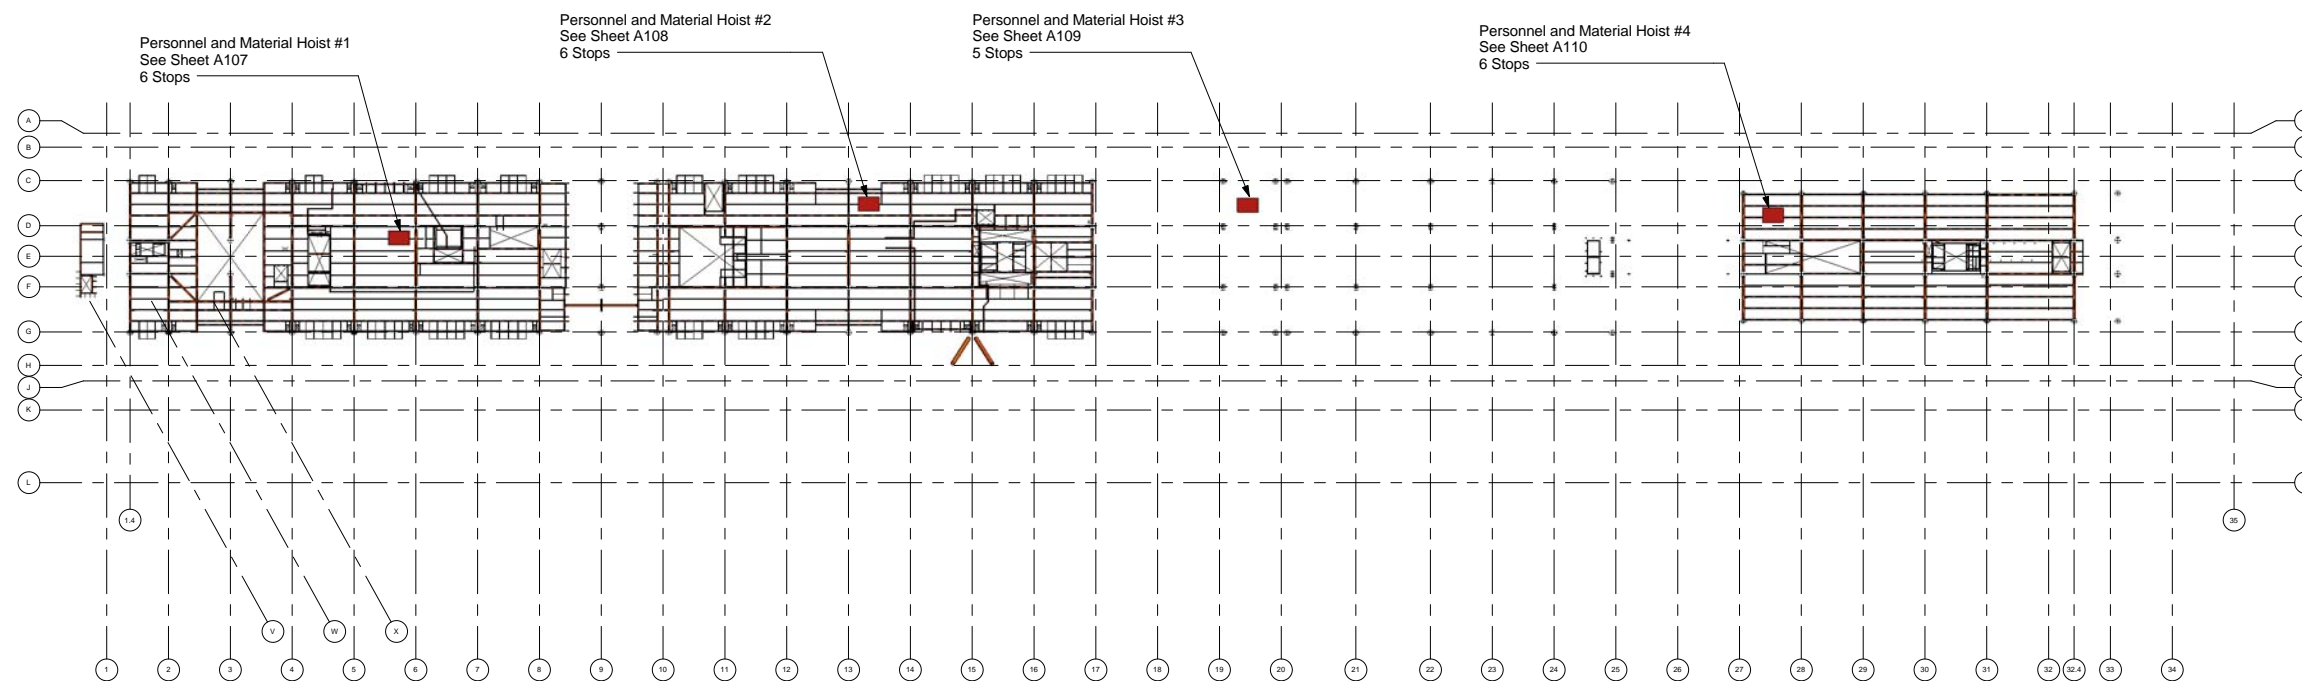 Personnel and Material Hoist #1
See Sheet A107
6 Stops
Personnel and Material Hoist #2
See Sheet A108
6 Stops
Personnel and Material Hoist #3
See Sheet A109
5 Stops
Personnel and Material Hoist #4
See Sheet A110
6 Stops
A
B
C
D
E
F
G
H
J
K
L
1.4
35
V
W
X
1 2 3 4 5 6 7 8 9 10 11 12 13 14 15 16 17 18 19 20 21 22 23 24 25 26 27 28 29 30 31 32 32.4 33 34